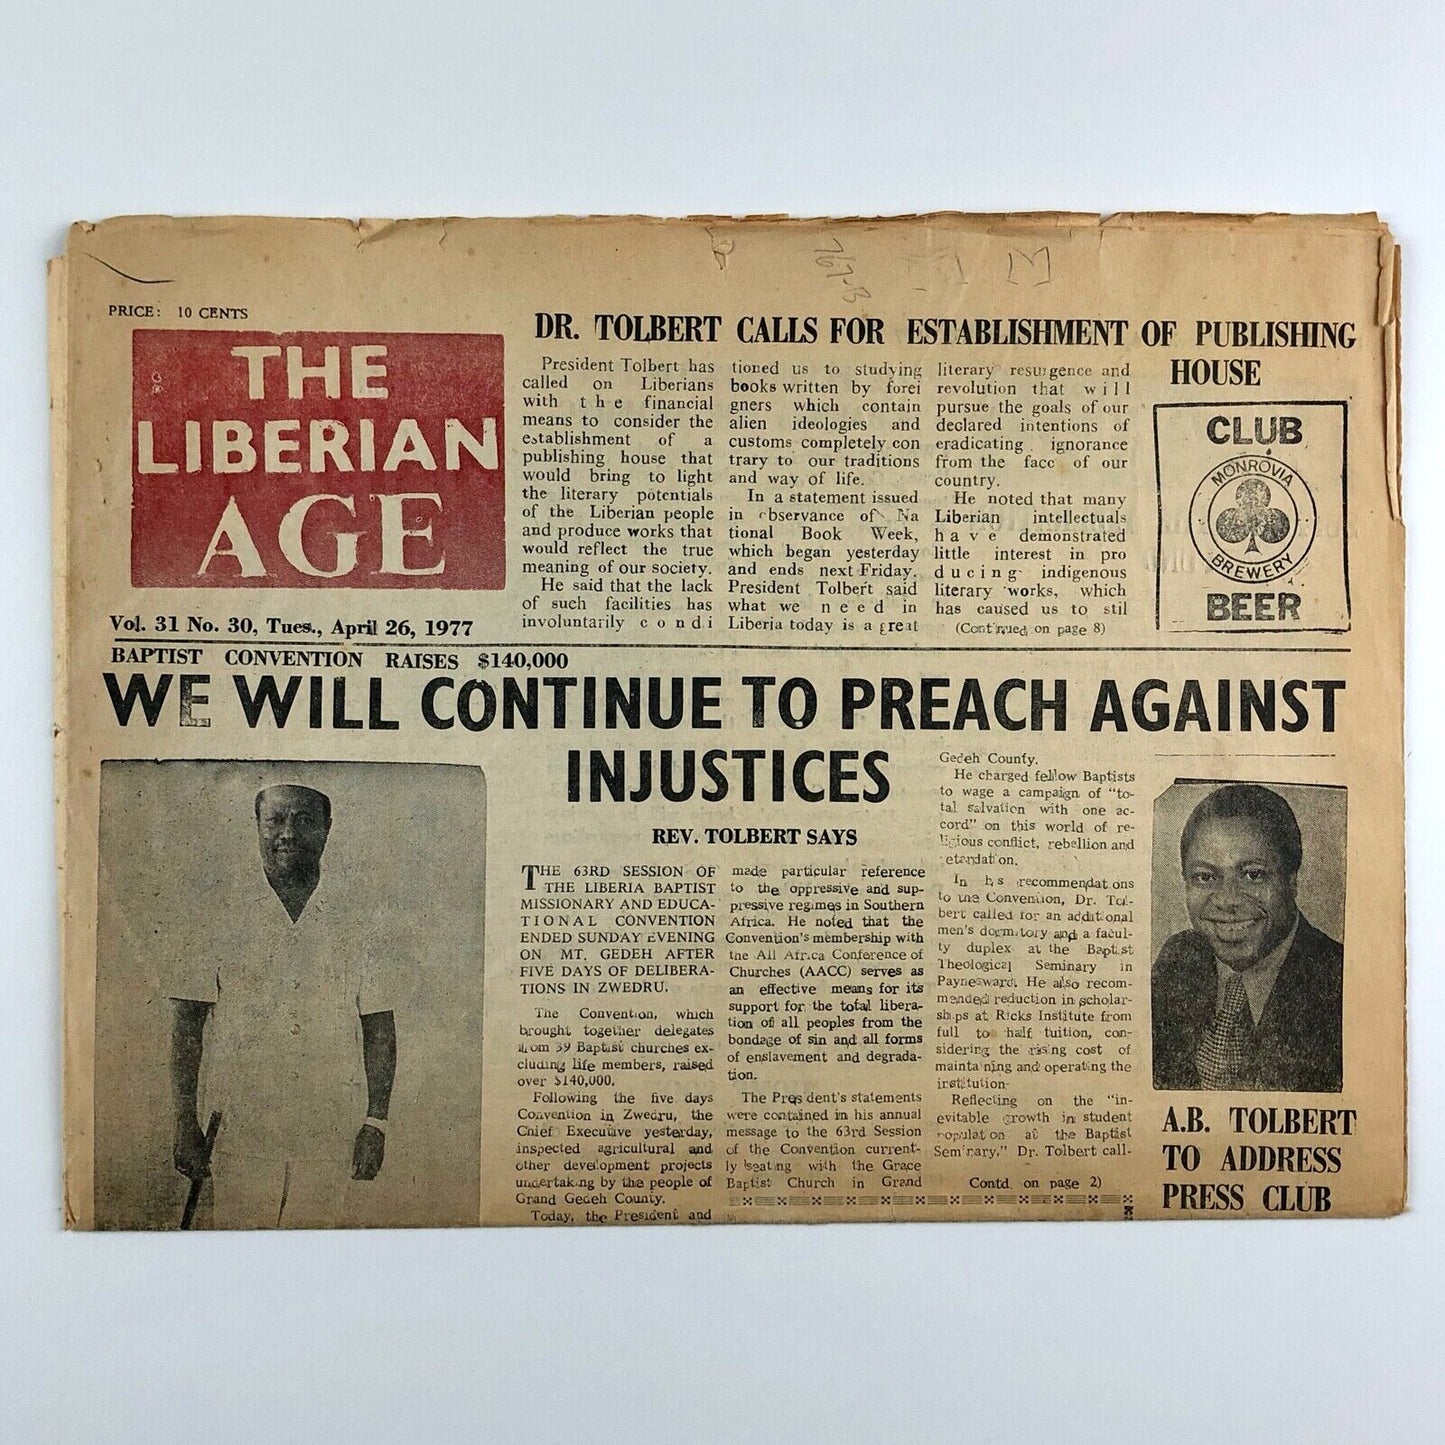 PRICE: 10 CENTS
THE
LIBERIAN
AGE
Vol. 31 No. 30, Tues., April 26, 1977
DR. TOLBERT CALLS FOR ESTABLISHMENT OF PUBLISHING
HOUSE
President Tolbert has
called on Liberians
with the financial
means to consider the
establishment of a
publishing house that
would bring to light
the literary potentials
of the Liberian people
and produce works that
would reflect the true
meaning of our society.
He said that the lack
of such facilities has
involuntarily condi
tioned us to studying
books written by forei
gners which contain
alien ideologies and
customs completely con
trary to our traditions
and way of life.
In a statement issued
in observance of Na
tional Book Week,
which began yesterday
and ends next Friday.
President Tolbert said
what we need in
Liberia today is a great
literary resurgence and
revolution that will
pursue the goals of our
declared intentions of
eradicating ignorance
from the face of our
country.
He noted that many
Liberian intellectuals
have demonstrated
little interest in pro
ducing indigenous
literary works, which
has caused us to stil
(Continued on page 8)
CLUB
MONROVIA
BREWERY
BEER
BAPTIST CONVENTION RAISES $140,000
WE WILL CONTINUE TO PREACH AGAINST
INJUSTICES
REV. TOLBERT SAYS
THE 63RD SESSION OF
THE LIBERIA BAPTIST
MISSIONARY AND EDUCA-
TIONAL CONVENTION
ENDED SUNDAY EVENING
ON MT. GEDEH AFTER
FIVE DAYS OF DELIBERA-
TIONS IN ZWEDRU.
The Convention, which
brought together delegates
from 59 Baptist churches ex-
cluding life members, raised
over $140,000.
Following the five days
Convention in Zwedru, the
Chief Executive yesterday,
inspected agricultural and
other development projects
undertaking by the people of
Grand Gedeh County.
Today, the President and
made particular reference
to the oppressive and sup-
pressive regimes in Southern
Africa. He noted that the
Convention's membership with
the All Africa Conference of
Churches (AACC) serves as
an effective means for its
support for the total libera-
tion of all peoples from the
bondage of sin and all forms
of enslavement and degrada-
tion.
The President's statements
were contained in his annual
message to the 63rd Session
of the Convention current-
ly seating with the Grace
Baptist Church in Grand
Gedeh County.
He charged fellow Baptists
to wage a campaign of "to-
tal salvation with one ac-
cord" on this world of re-
ligious conflict, rebellion and
In his recommendations
to the Convention, Dr. Tol-
bert called for an additional
men's dormitory and a facul-
ty duplex at the Baptist
Theological Seminary in
Paynesward. He also recom-
mended reduction in scholar-
ships at Ricks Institute from
full to half tuition, con-
sidering the rising cost of
maintaining and operating the
institution-
Reflecting on the "in-
evitable growth in student
population at the Baptist
Seminary," Dr. Tolbert call-
Contd. on page 2)
A.B. TOLBERT
TO ADDRESS
PRESS CLUB